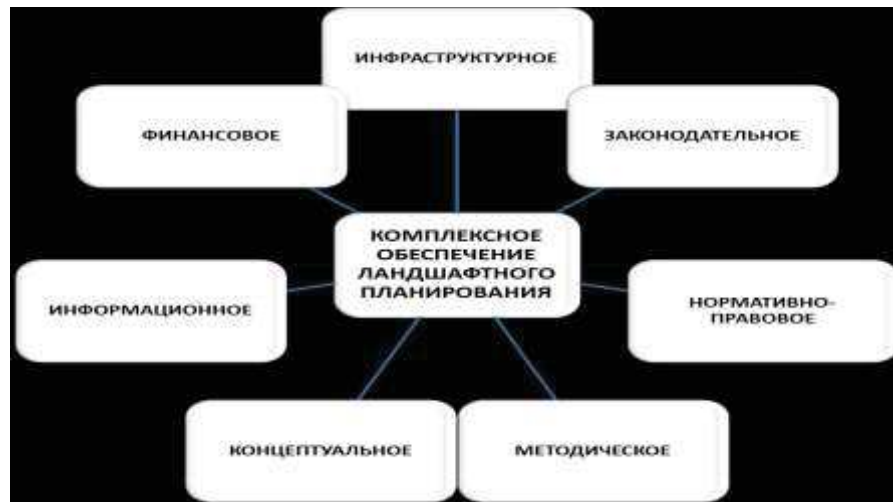 ИНФРАСТРУКТУРНОЕ
ФИНАНСОВОЕ
ЗАКОНОДАТЕЛЬНОЕ
КОМПЛЕКСНОЕ
ОБЕСПЕЧЕНИЕ
ЛАНДШАФТНОГО
ПЛАНИРОВАНИЯ
ИНФОРМАЦИОННОЕ
НОРМАТИВНО-
ПРАВОВОЕ
КОНЦЕПТУАЛЬНОЕ
МЕТОДИЧЕСКОЕ